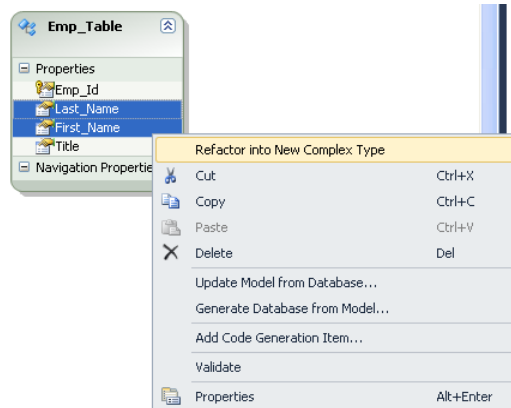 Emp_Table
Properties
Emp_Id
Last_Name
First_Name
Title
Navigation Propertie
Refactor into New Complex Type
Cut Ctrl+X
Copy Ctrl+C
Paste Ctrl+V
Delete Del
Update Model from Database...
Generate Database from Model...
Add Code Generation Item...
Validate
Properties Alt+Enter